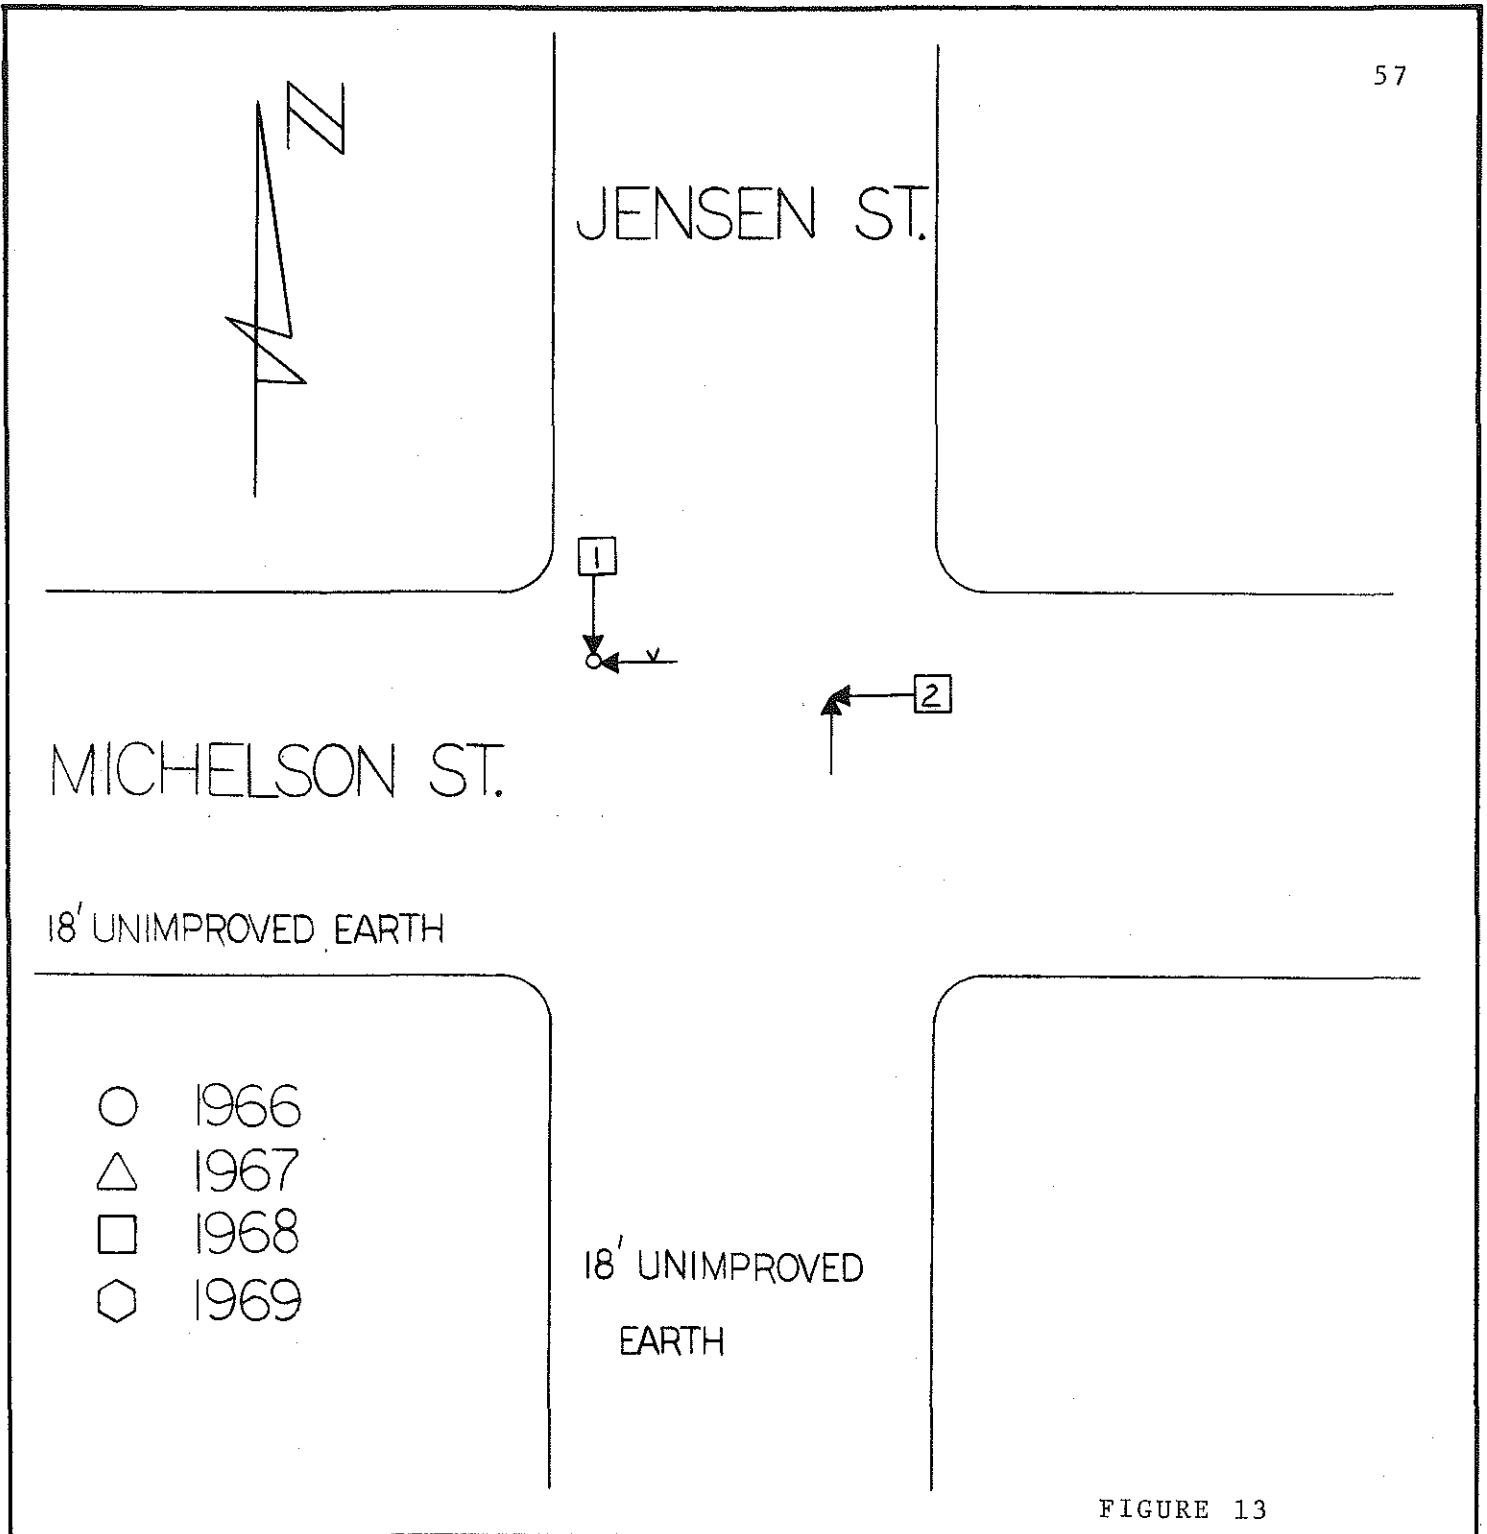 57
N
JENSEN ST.
1
V
2
MICHELSON ST.
18' UNIMPROVED EARTH
1966
1967
1968
1969
18' UNIMPROVED
EARTH
FIGURE 13